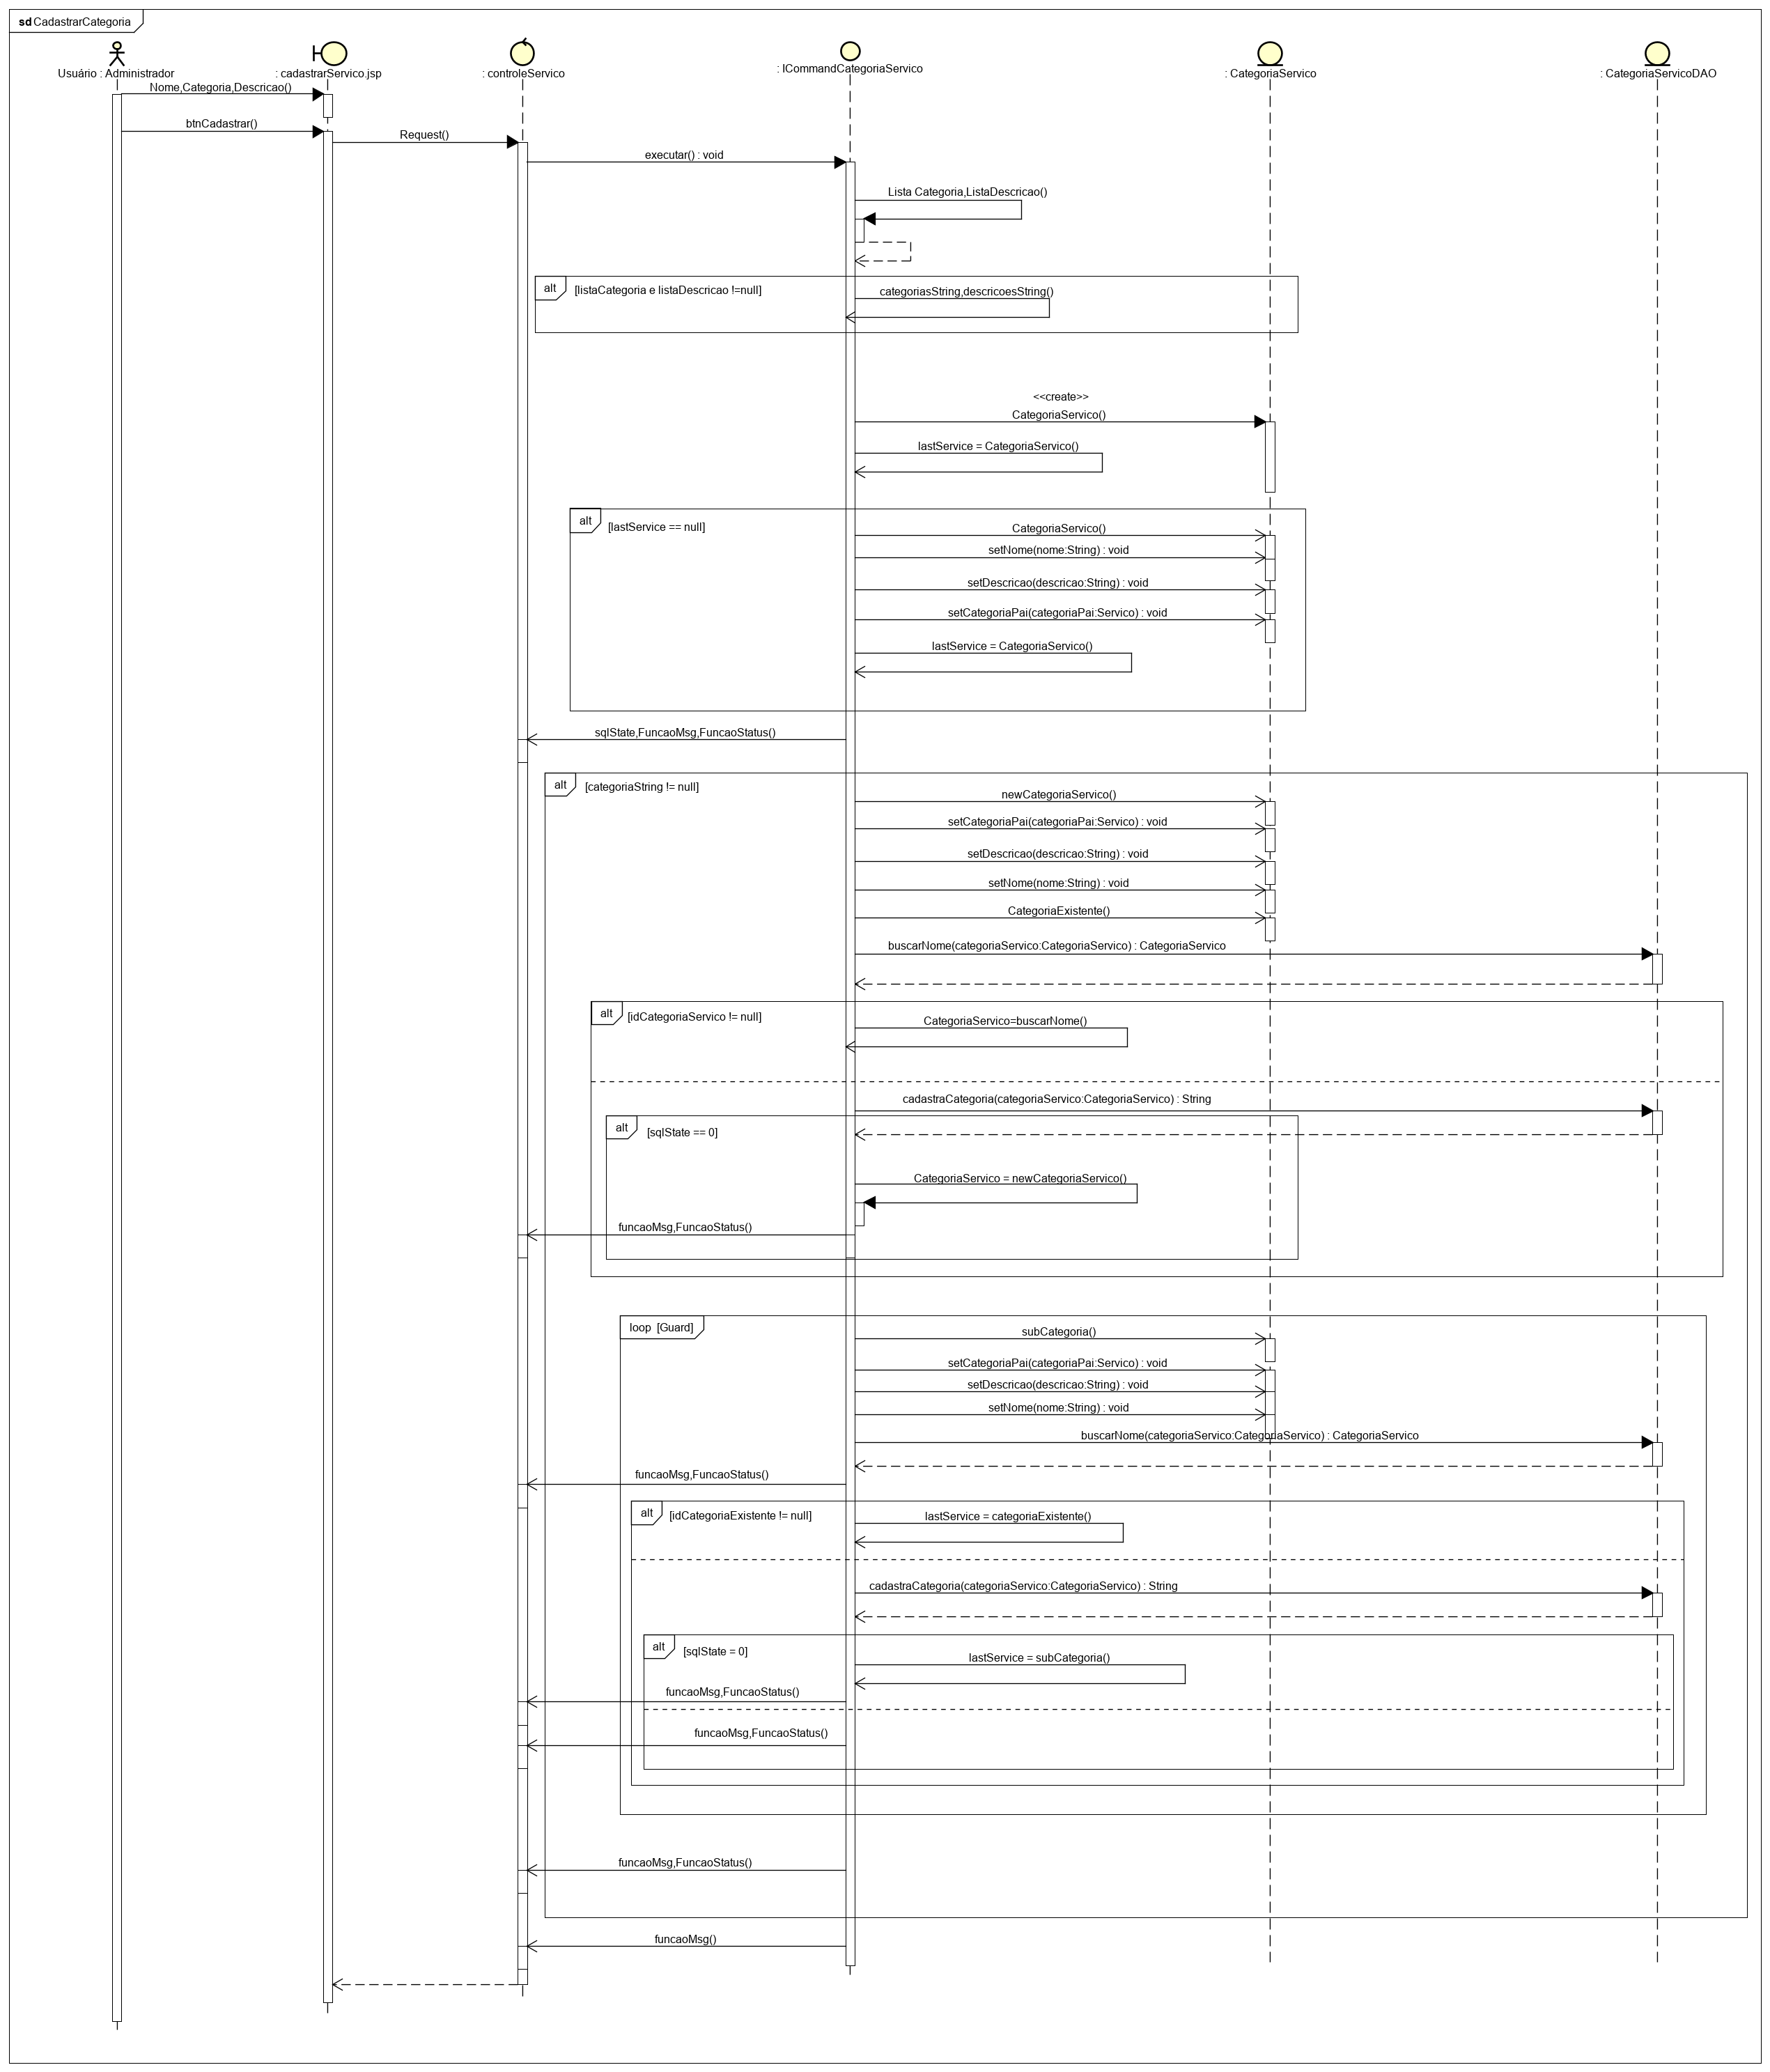 sd CadastrarCategoria
Usuário : Administrador
: cadastrarServico.jsp
: controleServico
: ICommandCategoriaServico
: CategoriaServico
: CategoriaServicoDAO
Nome,Categoria,Descricao()
btnCadastrar()
Request()
executar() : void
Lista Categoria,ListaDescricao()
alt
[listaCategoria e listaDescricao !=null]
categoriasString,descricoesString()
<<create>>
CategoriaServico()
lastService = CategoriaServico()
alt
[lastService == null]
CategoriaServico()
setNome(nome:String) : void
setDescricao(descricao:String) : void
setCategoriaPai(categoriaPai:Servico) : void
lastService = CategoriaServico()
sqlState,FuncaoMsg,FuncaoStatus()
alt
[categoriaString != null]
newCategoriaServico()
setCategoriaPai(categoriaPai:Servico) : void
setDescricao(descricao:String) : void
setNome(nome:String) : void
CategoriaExistente()
buscarNome(categoriaServico:CategoriaServico) : CategoriaServico
alt
[idCategoriaServico != null]
CategoriaServico=buscarNome()
cadastraCategoria(categoriaServico:CategoriaServico) : String
alt
[sqlState == 0]
CategoriaServico = newCategoriaServico()
funcaoMsg,FuncaoStatus()
loop [Guard]
subCategoria()
setCategoriaPai(categoriaPai:Servico) : void
setDescricao(descricao:String) : void
setNome(nome:String) : void
buscarNome(categoriaServico:CategoriaServico) : CategoriaServico
funcaoMsg,FuncaoStatus()
alt
[idCategoriaExistente != null]
lastService = categoriaExistente()
cadastraCategoria(categoriaServico:CategoriaServico) : String
alt
[sqlState = 0]
lastService = subCategoria()
funcaoMsg,FuncaoStatus()
funcaoMsg,FuncaoStatus()
funcaoMsg,FuncaoStatus()
funcaoMsg()